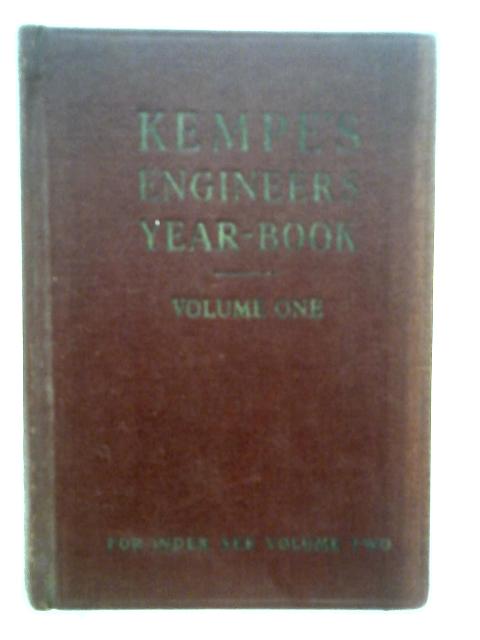 KEMPE'S
ENGINEERS
YEAR-BOOK
VOLUME ONE
FOR INDEX SEE VOLUME TWO